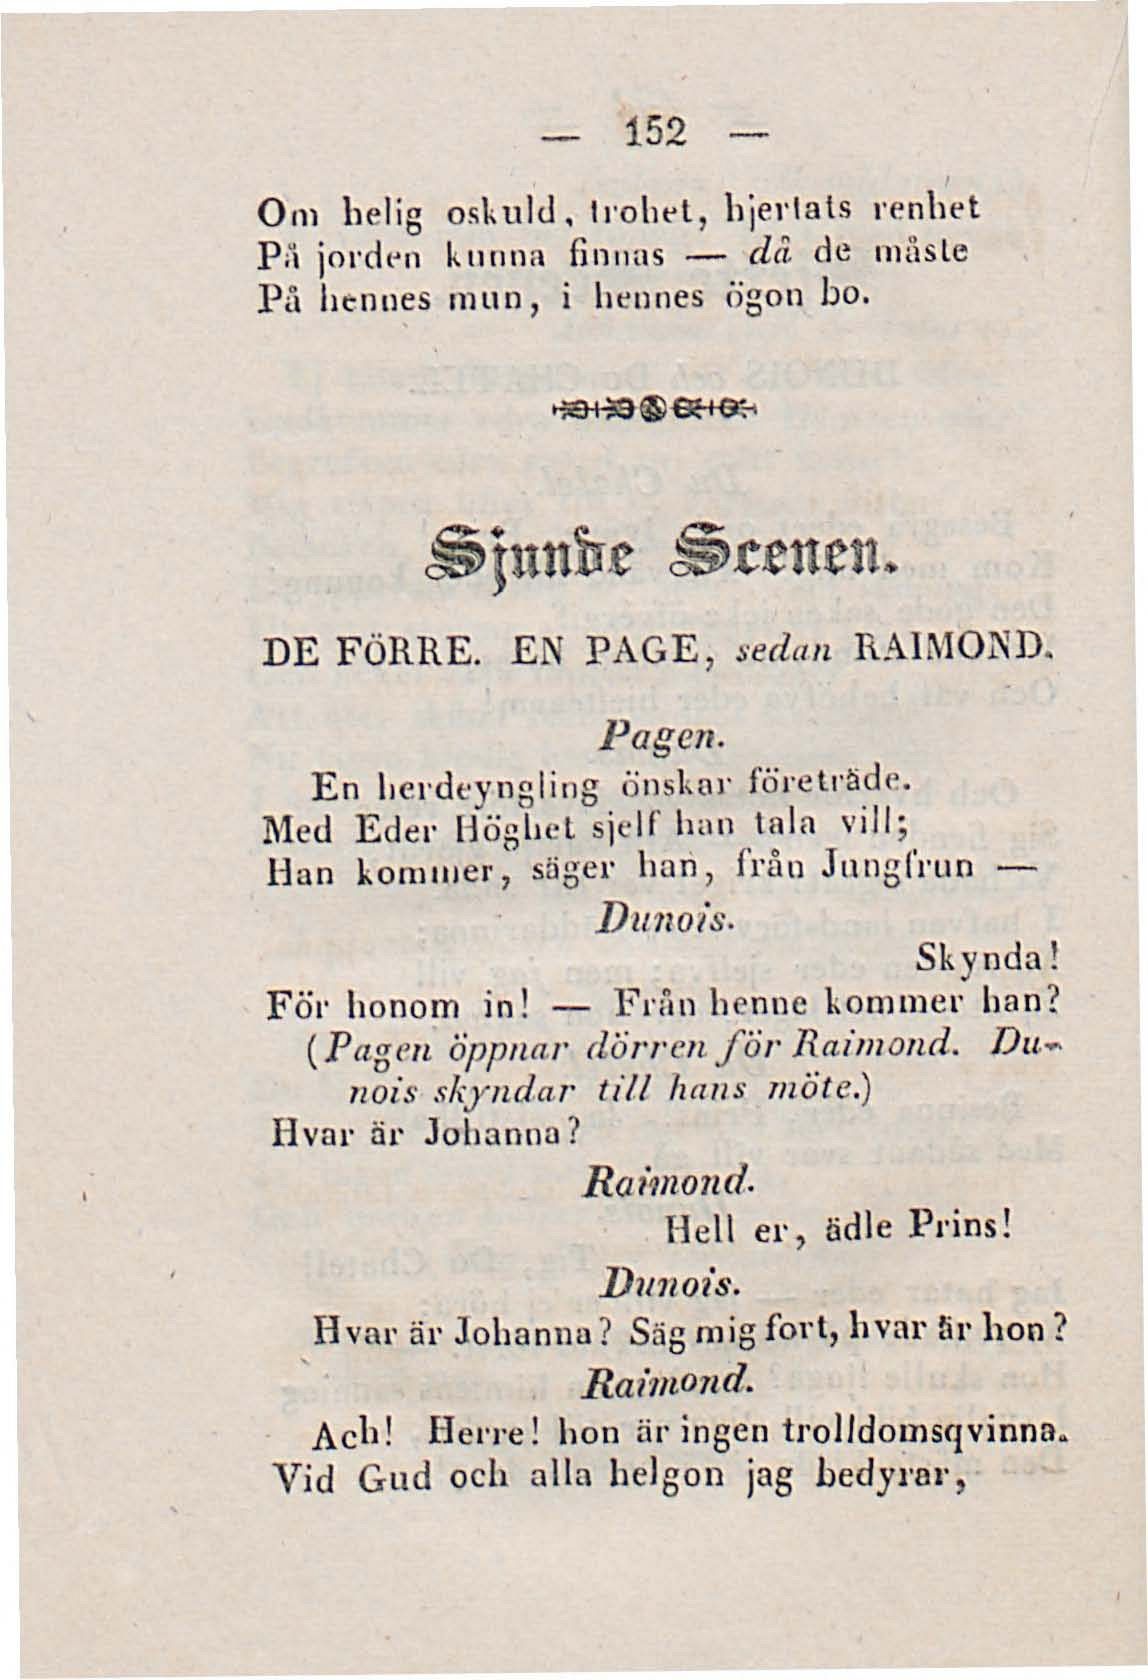 — 152 —
Om helig oskuld, trohet, hjertats renhet
På jorden kunna finnas — då de måste
På hennes mun, i hennes ögon bo.
Sjunde Scenen.
DE FÖRRE. EN PAGE, sedan RAIMOND.
Pagen.
En herdeyngling önskar företräde.
Med Eder Höghet sjelf han tala vill;
Han kommer, säger han, från Jungfrun —
Dunois.
Skynda!
För honom in! — Från henne kommer han?
(Pagen öppnar dörren för Raimond. Du-
nois skyndar till hans möte.)
Hvar är Johanna?
Raimond.
Hell er, ädle Prins!
Dunois.
Hvar är Johanna? Säg mig fort, hvar är hon?
Raimond.
Ach! Herre! hon är ingen trolldomsqvinna.
Vid Gud och alla helgon jag bedyrar,